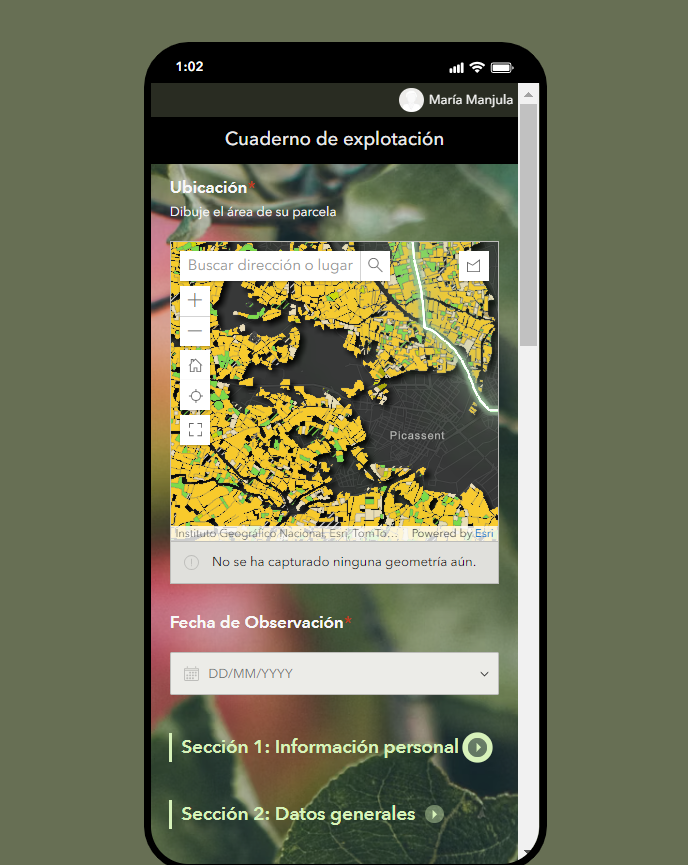 1:02
María Manjula
Cuaderno de explotación
Ubicación*
Dibuje el área de su parcela
Buscar dirección o lugar
Picassent
Instituto Geográfico Nacional, Esri, TomTo... Powered by Esri
No se ha capturado ninguna geometría aún.
Fecha de Observación*
DD/MM/YYYY
Sección 1: Información personal
Sección 2: Datos generales